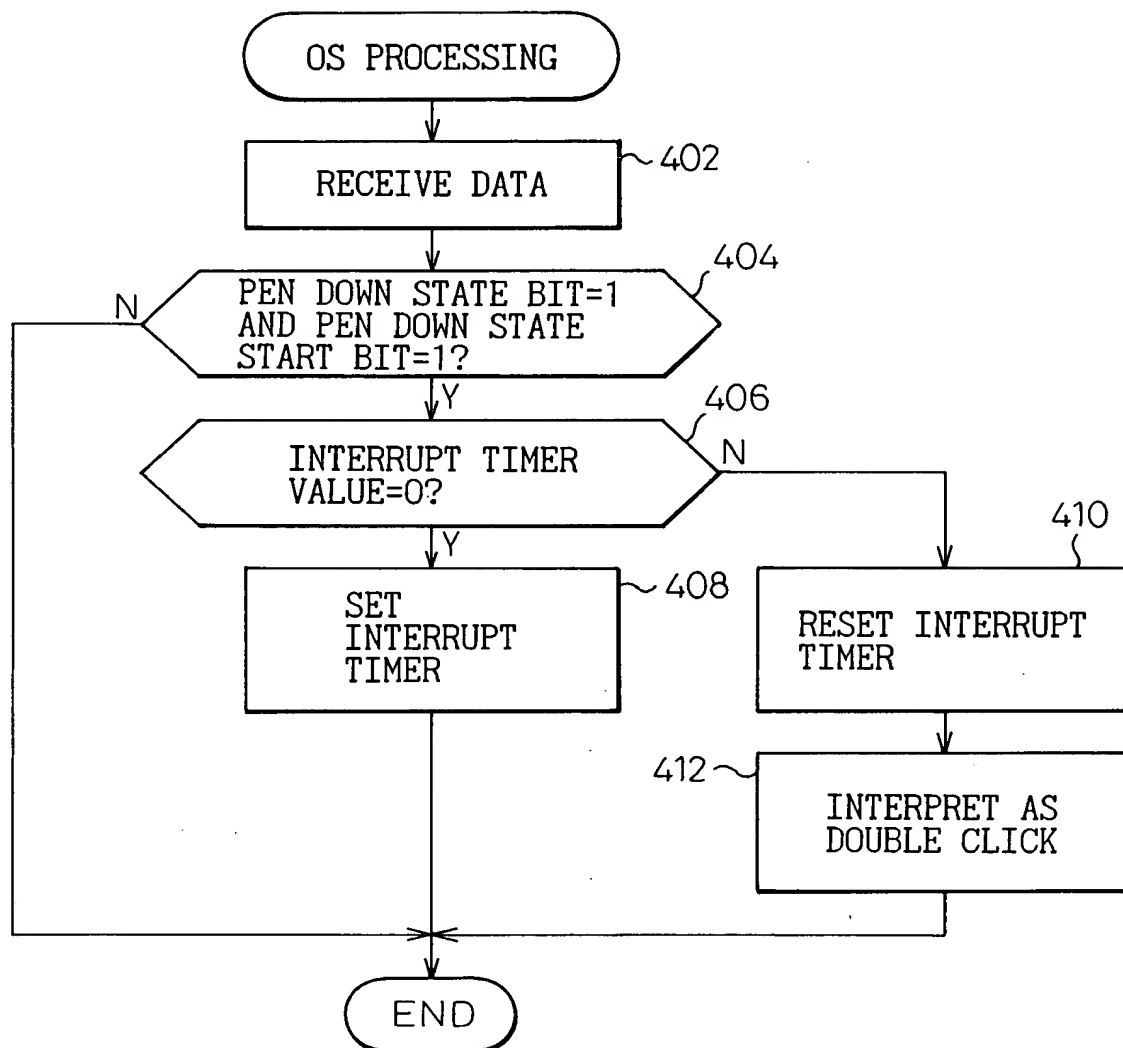 OS PROCESSING
402
RECEIVE DATA
404
N
PEN DOWN STATE BIT=1
AND PEN DOWN STATE
START BIT=1?
Y
406
INTERRUPT TIMER
VALUE=0?
N
Y
408
SET
INTERRUPT
TIMER
410
RESET INTERRUPT
TIMER
412
INTERPRET AS
DOUBLE CLICK
END